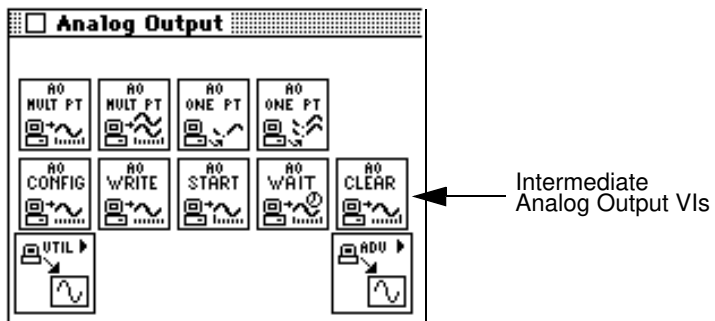 Analog Output
AO
MULT PT
AO
MULT PT
AO
ONE PT
AO
ONE PT
AO
CONFIG
AO
WRITE
AO
START
AO
WAIT
AO
CLEAR
Intermediate
Analog Output VIs
UTIL
ADV